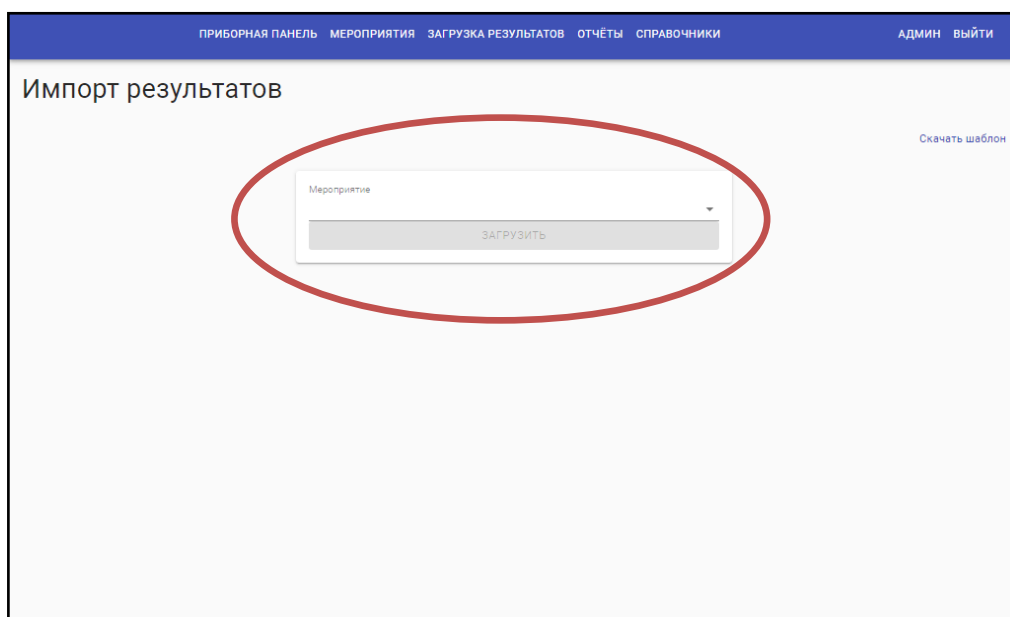 ПРИБОРНАЯ ПАНЕЛЬ МЕРОПРИЯТИЯ ЗАГРУЗКА РЕЗУЛЬТАТОВ ОТЧЁТЫ СПРАВОЧНИКИ АДМИН ВЫЙТИ
Импорт результатов
Скачать шаблон
Мероприятие
ЗАГРУЗИТЬ